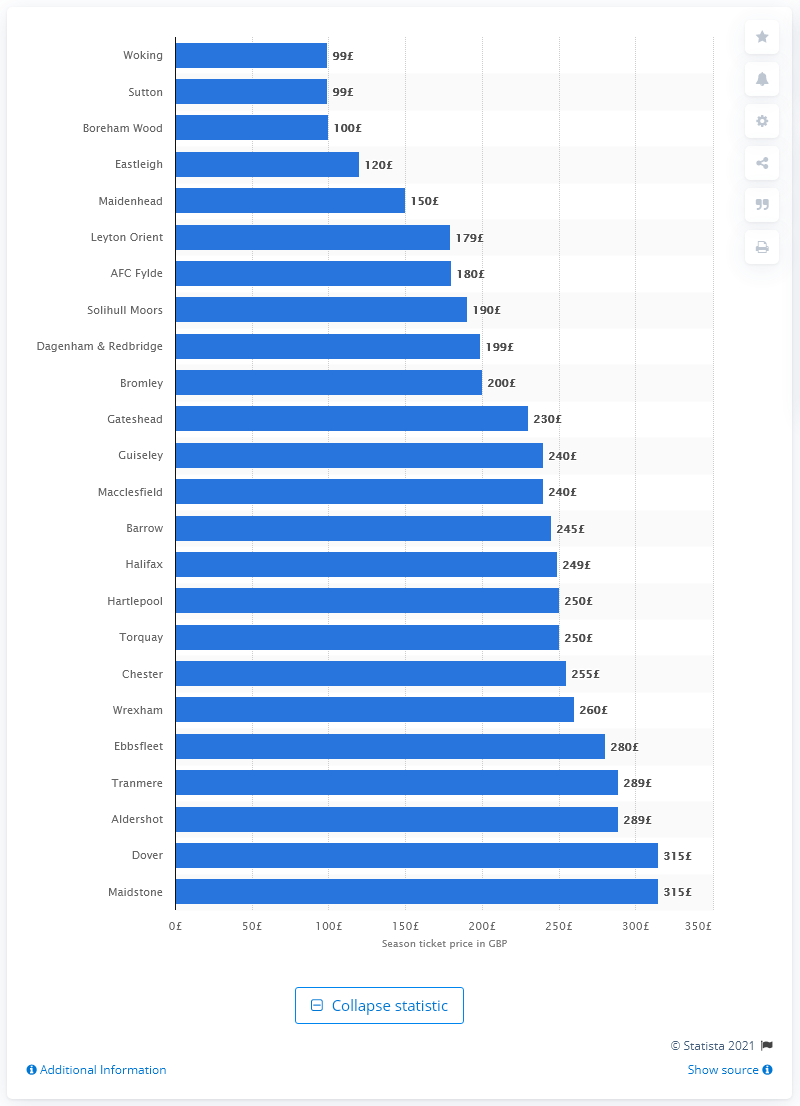 Woking 99£
Sutton 99£
Boreham Wood 100£
Eastleigh 120£
Maidenhead 150£
Leyton Orient 179£
AFC Fylde 180£
Solihull Moors 190£
Dagenham & Redbridge 199£
Bromley 200£
Gateshead 230£
Guiseley 240£
Macclesfield 240£
Barrow 245£
Halifax 249£
Hartlepool 250£
Torquay 250£
Chester 255£
Wrexham 260£
Ebbsfleet 280£
Tranmere 289£
Aldershot 289£
Dover 315£
Maidstone 315£
0£ 50£ 100£ 150£ 200£ 250£ 300£ 350£
Season ticket price in GBP
Collapse statistic
© Statista 2021
Additional Information Show source